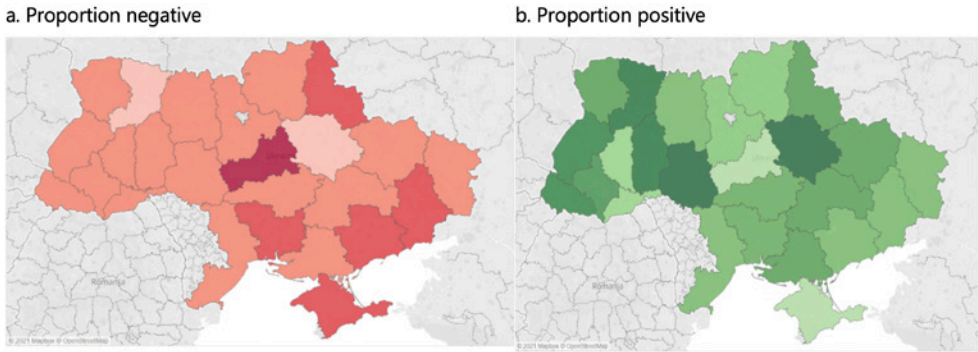 a. Proportion negative
b. Proportion positive
Romania
© 2021 Mapbox © OpenStreetMap
Romania
© 2021 Mapbox © OpenStreetMap